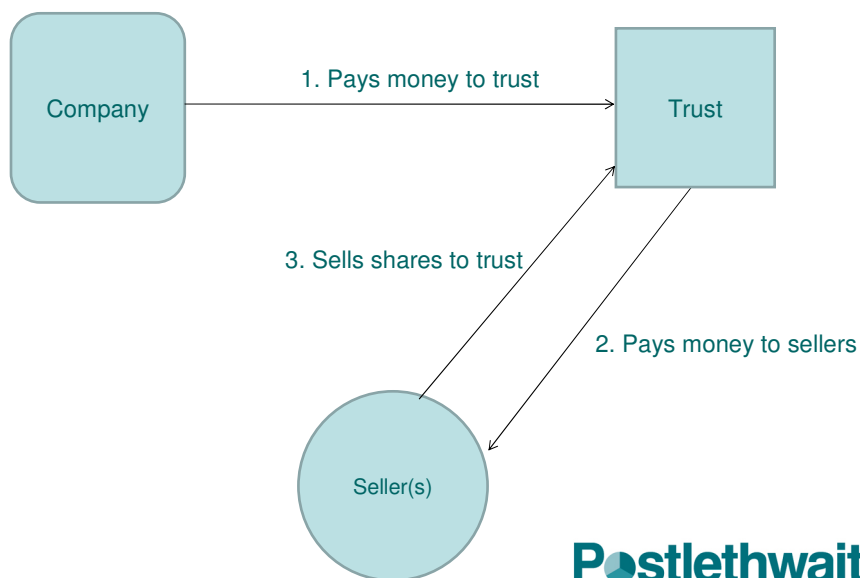 1. Pays money to trust
Company
Trust
3. Sells shares to trust
2. Pays money to sellers
Seller(s)
Postlethwait